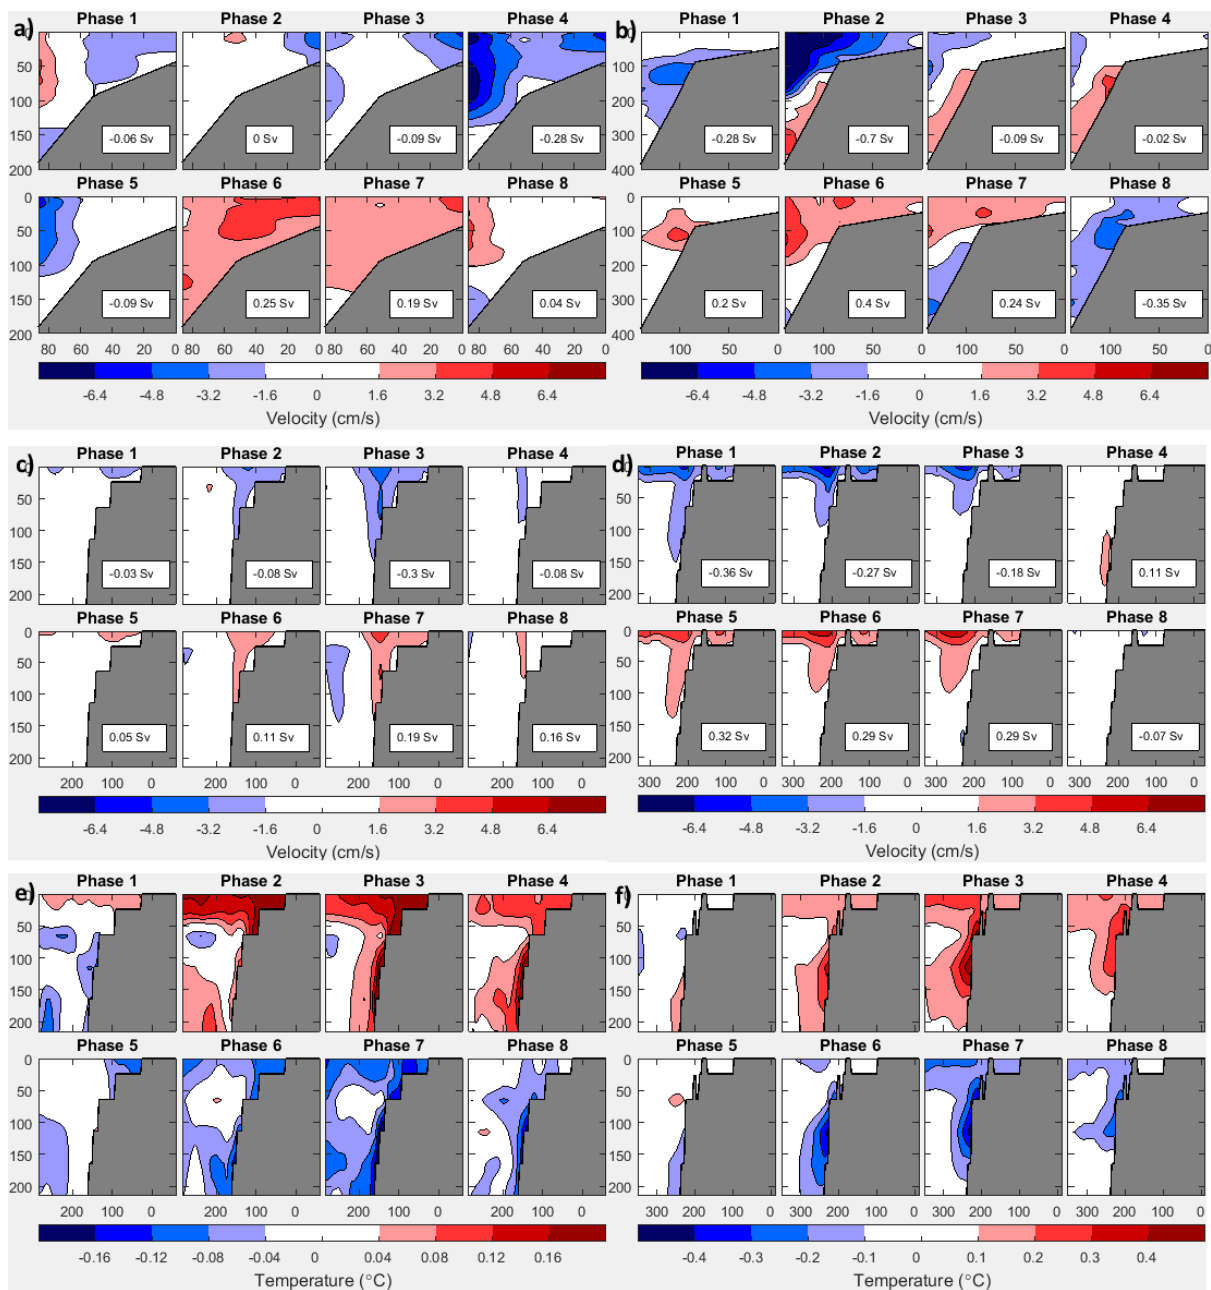 a) Phase 1 Phase 2 Phase 3 Phase 4
0
50
100
150
200
-0.06 Sv 0 Sv -0.09 Sv -0.28 Sv
Phase 5 Phase 6 Phase 7 Phase 8
0
50
100
150
200
-0.09 Sv 0.25 Sv 0.19 Sv 0.04 Sv
80 60 40 20 0 80 60 40 20 0 80 60 40 20 0 80 60 40 20 0
-6.4 -4.8 -3.2 -1.6 0 1.6 3.2 4.8 6.4
Velocity (cm/s)
b) Phase 1 Phase 2 Phase 3 Phase 4
0
100
200
300
400
-0.28 Sv -0.7 Sv -0.09 Sv -0.02 Sv
Phase 5 Phase 6 Phase 7 Phase 8
0
100
200
300
400
0.2 Sv 0.4 Sv 0.24 Sv -0.35 Sv
100 50 0 100 50 0 100 50 0 100 50 0
-6.4 -4.8 -3.2 -1.6 0 1.6 3.2 4.8 6.4
Velocity (cm/s)
c) Phase 1 Phase 2 Phase 3 Phase 4
0
50
100
150
200
-0.03 Sv -0.08 Sv -0.3 Sv -0.08 Sv
Phase 5 Phase 6 Phase 7 Phase 8
0
50
100
150
200
0.05 Sv 0.11 Sv 0.19 Sv 0.16 Sv
200 100 0 200 100 0 200 100 0 200 100 0
-6.4 -4.8 -3.2 -1.6 0 1.6 3.2 4.8 6.4
Velocity (cm/s)
d) Phase 1 Phase 2 Phase 3 Phase 4
0
50
100
150
200
-0.36 Sv -0.27 Sv -0.18 Sv 0.11 Sv
Phase 5 Phase 6 Phase 7 Phase 8
0
50
100
150
200
0.32 Sv 0.29 Sv 0.29 Sv -0.07 Sv
300 200 100 0 300 200 100 0 300 200 100 0 300 200 100 0
-6.4 -4.8 -3.2 -1.6 0 1.6 3.2 4.8 6.4
Velocity (cm/s)
e) Phase 1 Phase 2 Phase 3 Phase 4
0
50
100
150
200
Phase 5 Phase 6 Phase 7 Phase 8
0
50
100
150
200
200 100 0 200 100 0 200 100 0 200 100 0
-0.16 -0.12 -0.08 -0.04 0 0.04 0.08 0.12 0.16
Temperature (°C)
f) Phase 1 Phase 2 Phase 3 Phase 4
0
50
100
150
200
Phase 5 Phase 6 Phase 7 Phase 8
0
50
100
150
200
300 200 100 0 300 200 100 0 300 200 100 0 300 200 100 0
-0.4 -0.3 -0.2 -0.1 0 0.1 0.2 0.3 0.4
Temperature (°C)